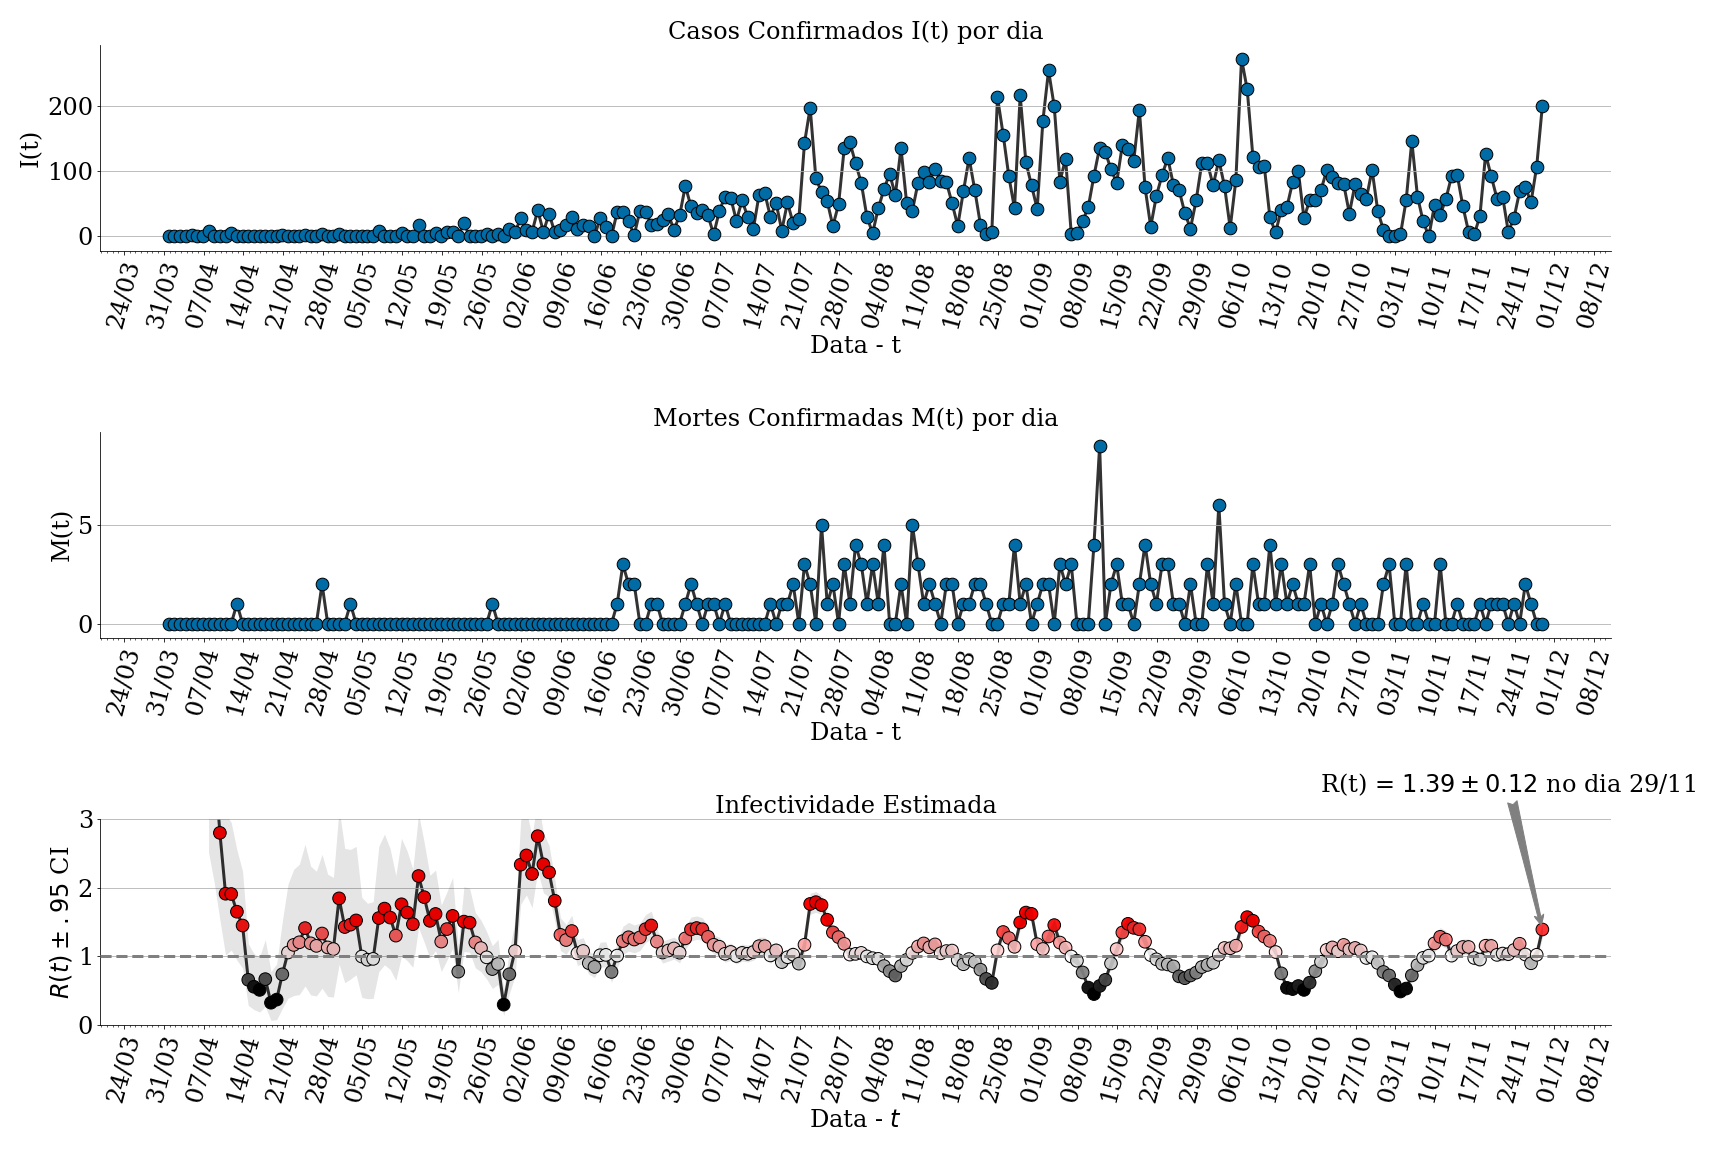 Casos Confirmados I(t) por dia
I(t)
200
100
0
24/03 31/03 07/04 14/04 21/04 28/04 05/05 12/05 19/05 26/05 02/06 09/06 16/06 23/06 30/06 07/07 14/07 21/07 28/07 04/08 11/08 18/08 25/08 01/09 08/09 15/09 22/09 29/09 06/10 13/10 20/10 27/10 03/11 10/11 17/11 24/11 01/12 08/12
Data - t
Mortes Confirmadas M(t) por dia
M(t)
5
0
24/03 31/03 07/04 14/04 21/04 28/04 05/05 12/05 19/05 26/05 02/06 09/06 16/06 23/06 30/06 07/07 14/07 21/07 28/07 04/08 11/08 18/08 25/08 01/09 08/09 15/09 22/09 29/09 06/10 13/10 20/10 27/10 03/11 10/11 17/11 24/11 01/12 08/12
Data - t
R(t) = 1.39 ± 0.12 no dia 29/11
Infectividade Estimada
R(t) ± .95 CI
3
2
1
0
24/03 31/03 07/04 14/04 21/04 28/04 05/05 12/05 19/05 26/05 02/06 09/06 16/06 23/06 30/06 07/07 14/07 21/07 28/07 04/08 11/08 18/08 25/08 01/09 08/09 15/09 22/09 29/09 06/10 13/10 20/10 27/10 03/11 10/11 17/11 24/11 01/12 08/12
Data - t